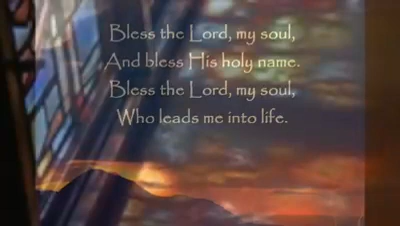 Bless the Lord, my soul,
And bless His holy name.
Bless the Lord, my soul,
Who leads me into life.